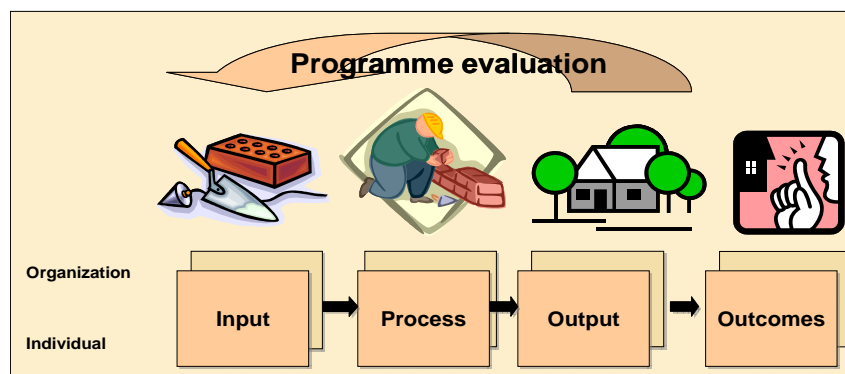 Programme evaluation
Organization
Input
Process
Output
Outcomes
Individual